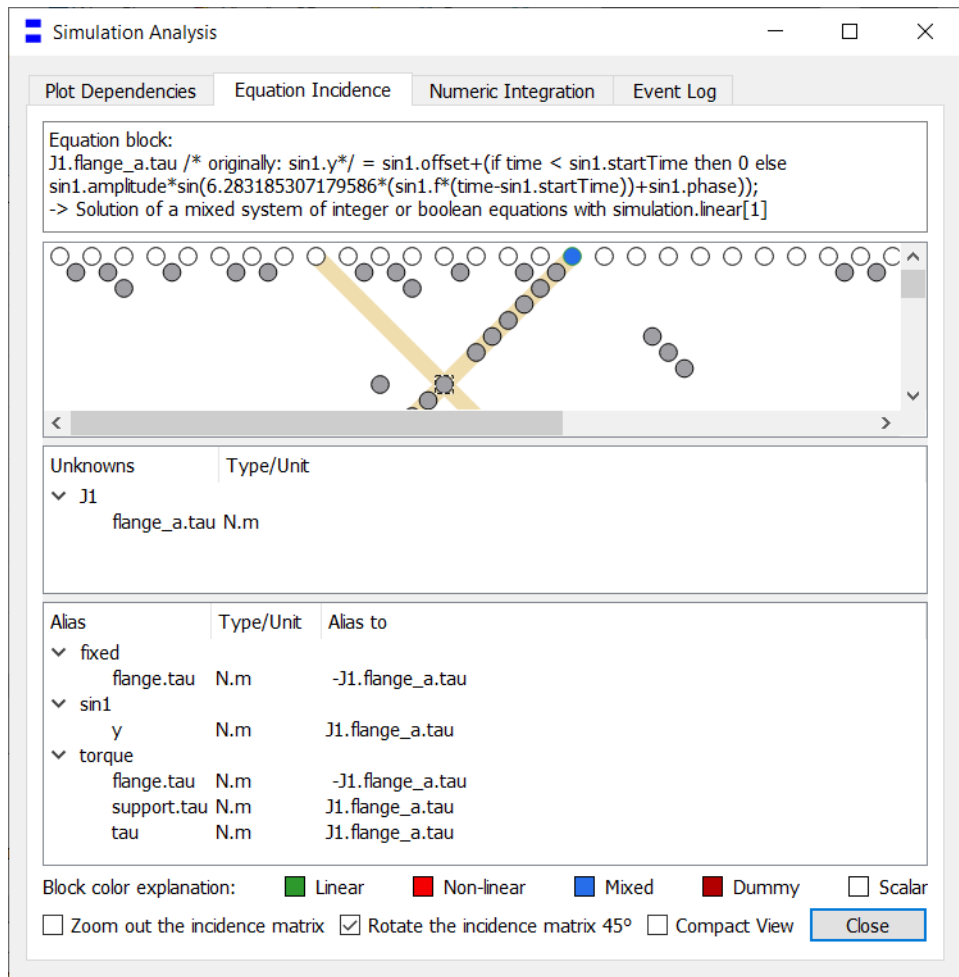 Simulation Analysis
Plot Dependencies Equation Incidence Numeric Integration Event Log
Equation block:
J1.flange_a.tau /* originally: sin1.y*/ = sin1.offset+(if time < sin1.startTime then 0 else
sin1.amplitude*sin(6.283185307179586*(sin1.f*(time-sin1.startTime))+sin1.phase));
-> Solution of a mixed system of integer or boolean equations with simulation.linear[1]
Unknowns Type/Unit
J1
flange_a.tau N.m
Alias Type/Unit Alias to
fixed
flange.tau N.m -J1.flange_a.tau
sin1
y N.m J1.flange_a.tau
torque
flange.tau N.m -J1.flange_a.tau
support.tau N.m J1.flange_a.tau
tau N.m J1.flange_a.tau
Block color explanation: Linear Non-linear Mixed Dummy Scalar
Zoom out the incidence matrix Rotate the incidence matrix 45º Compact View Close